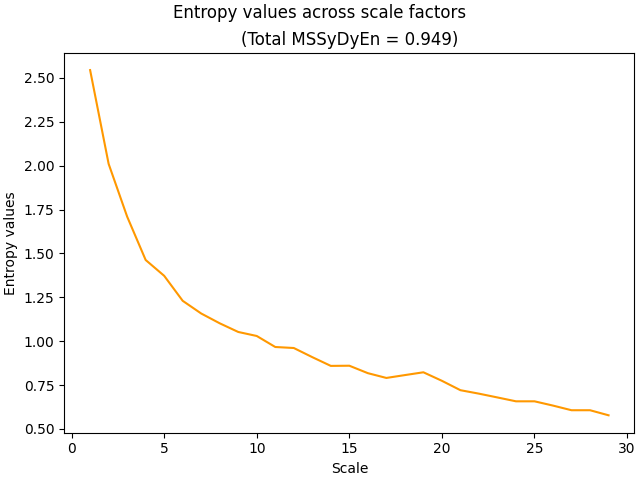 Entropy values across scale factors
(Total MSSyDyEn = 0.949)
2.50
2.25
2.00
1.75
1.50
1.25
1.00
0.75
0.50
Entropy values
0 5 10 15 20 25 30
Scale